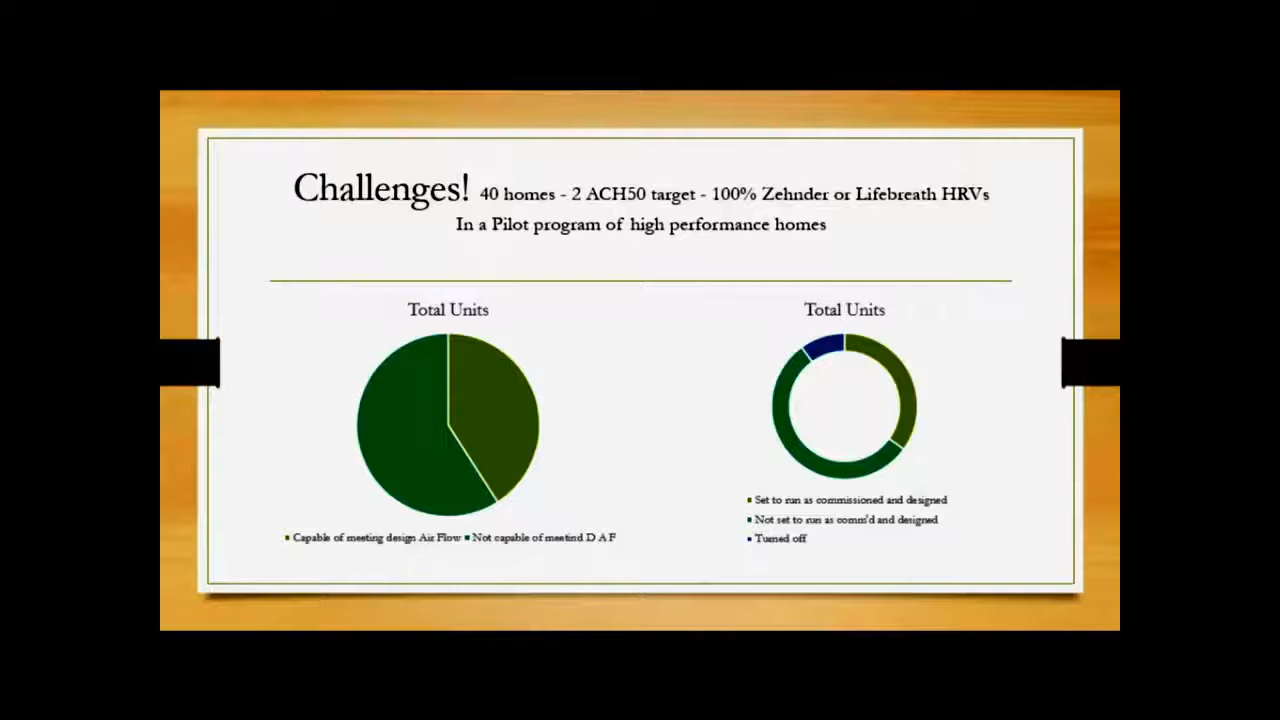 Challenges! 40 homes - 2 ACH50 target - 100% Zehnder or Lifebreath HRVs
In a Pilot program of high performance homes
Total Units
Capable of meeting design Air Flow Not capable of meetind D A F
Total Units
Set to run as commissioned and designed
Not set to run as comm'd and designed
Turned off